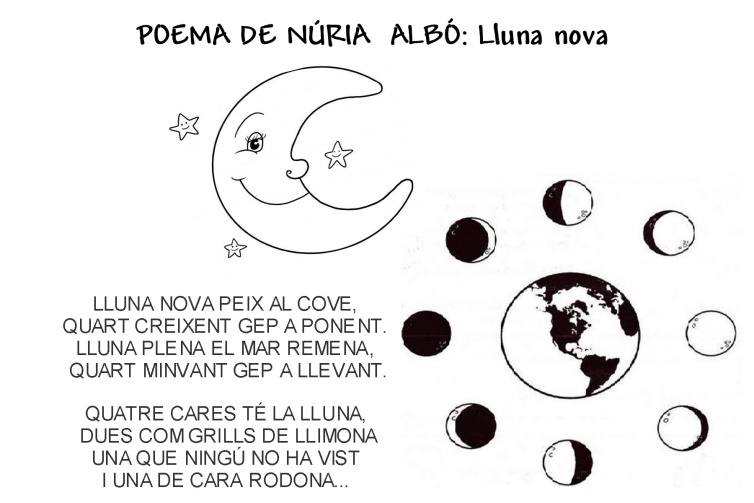 POEMA DE NÚRIA ALBÓ: Lluna nova
LLUNA NOVA PEIX AL COVE,
QUART CREIXENT GEP A PONENT.
LLUNA PLENA EL MAR REMENA,
QUART MINVANT GEP A LLEVANT.
QUATRE CARES TÉ LA LLUNA,
DUES COM GRILLS DE LLIMONA
UNA QUE NINGÚ NO HA VIST
I UNA DE CARA RODONA...